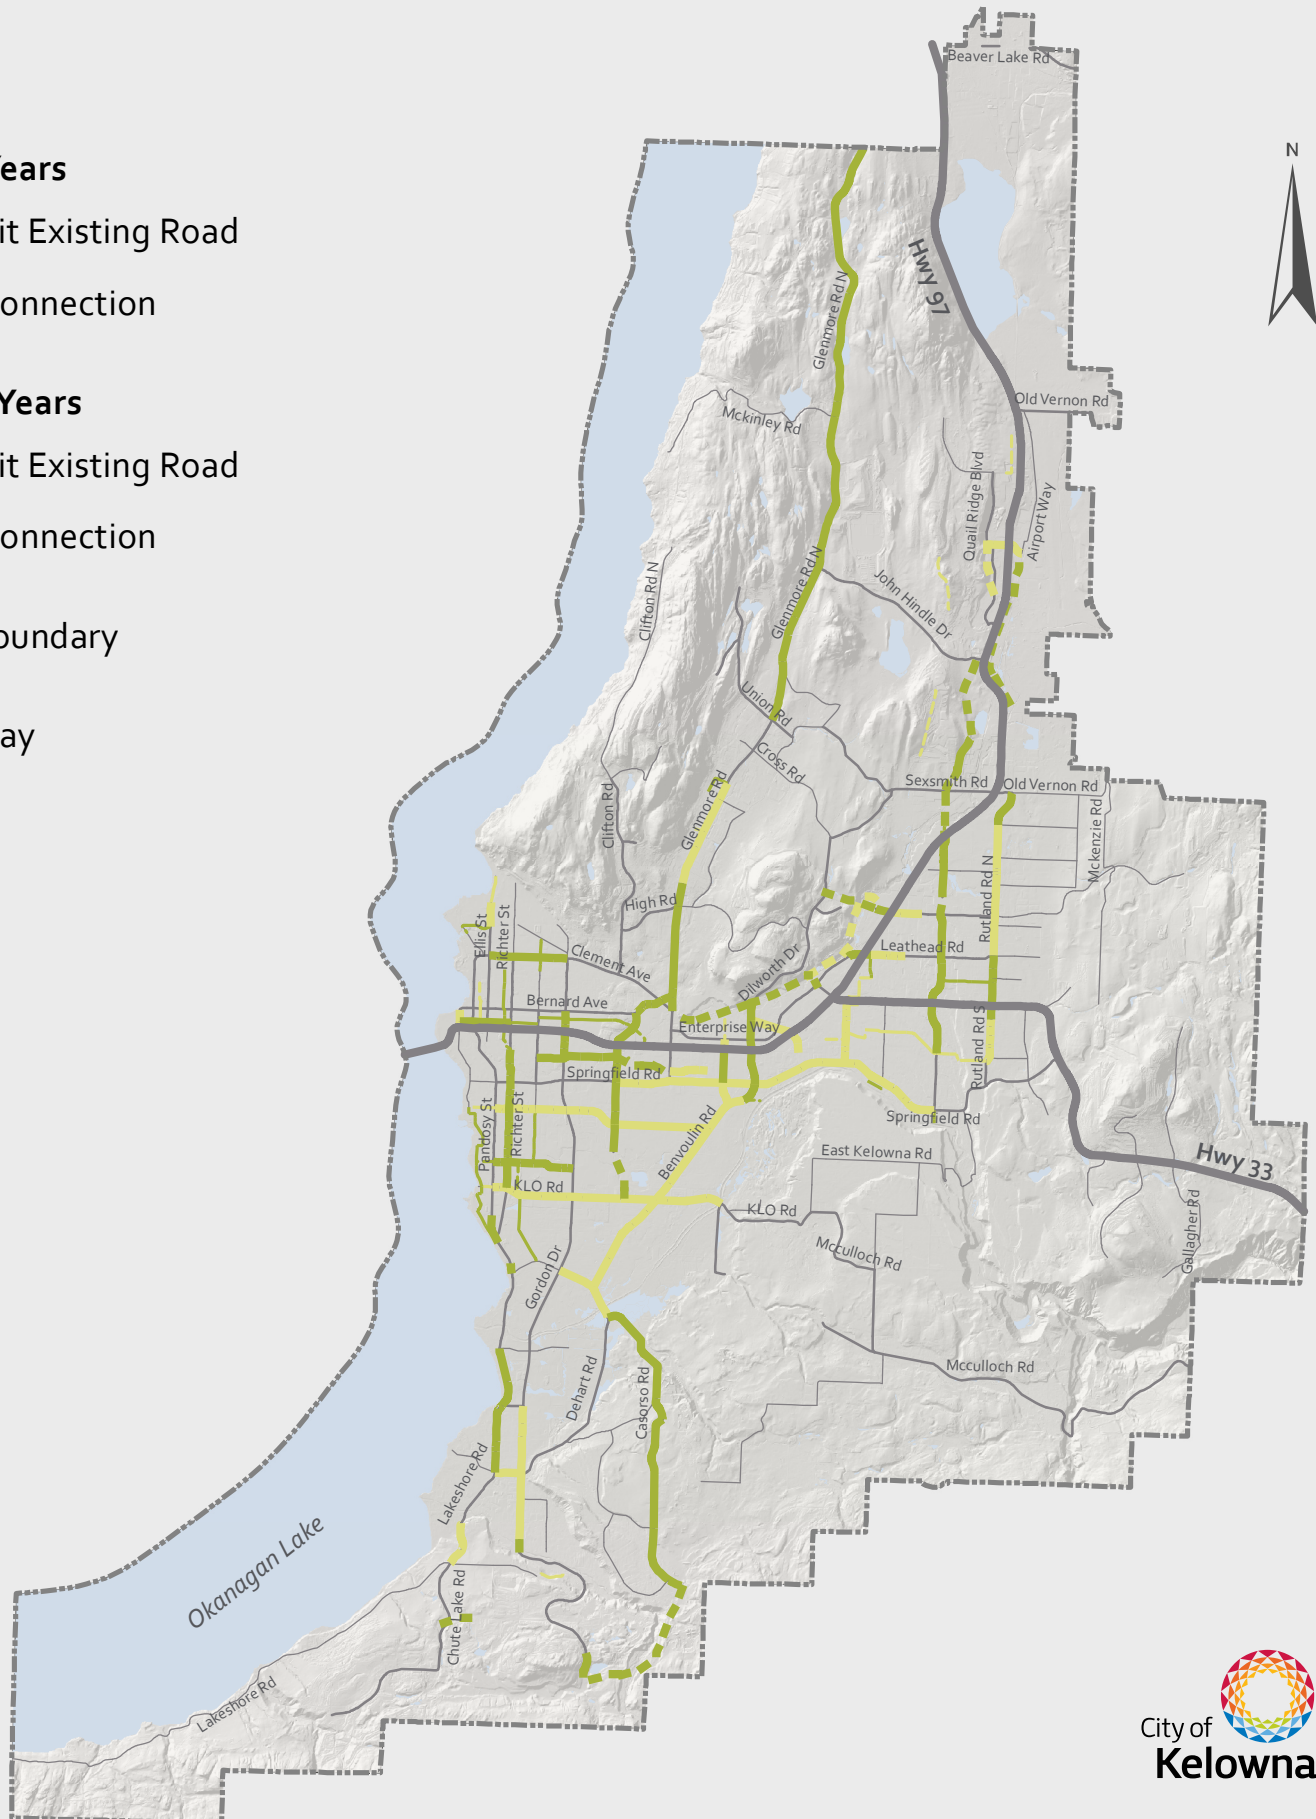 ears
it Existing Road
onnection
Years
it Existing Road
onnection
oundary
ay
N
Beaver Lake Rd
Hwy 97
Glenmore Rd N
Old Vernon Rd
Mckinley Rd
Quail Ridge Blvd
Airport Way
Glenmore Rd N
John Hindle Dr
Clifton Rd N
Union Rd
Cross Rd
Sexsmith Rd
Old Vernon Rd
Glenmore Rd
Clifton Rd
Mckenzie Rd
Rutland Rd N
High Rd
Ellis St
Richter St
Leathead Rd
Clement Ave
Dilworth Dr
Bernard Ave
Enterprise Way
Rutland Rd S
Springfield Rd
Pandosy St
Richter St
Springfield Rd
Benvoulin Rd
East Kelowna Rd
Hwy 33
KLO Rd
KLO Rd
Gallagher Rd
Mcculloch Rd
Gordon Dr
Mcculloch Rd
Dehart Rd
Casorso Rd
Lakeshore Rd
Okanagan Lake
Chute Lake Rd
Lakeshore Rd
City of
Kelowna